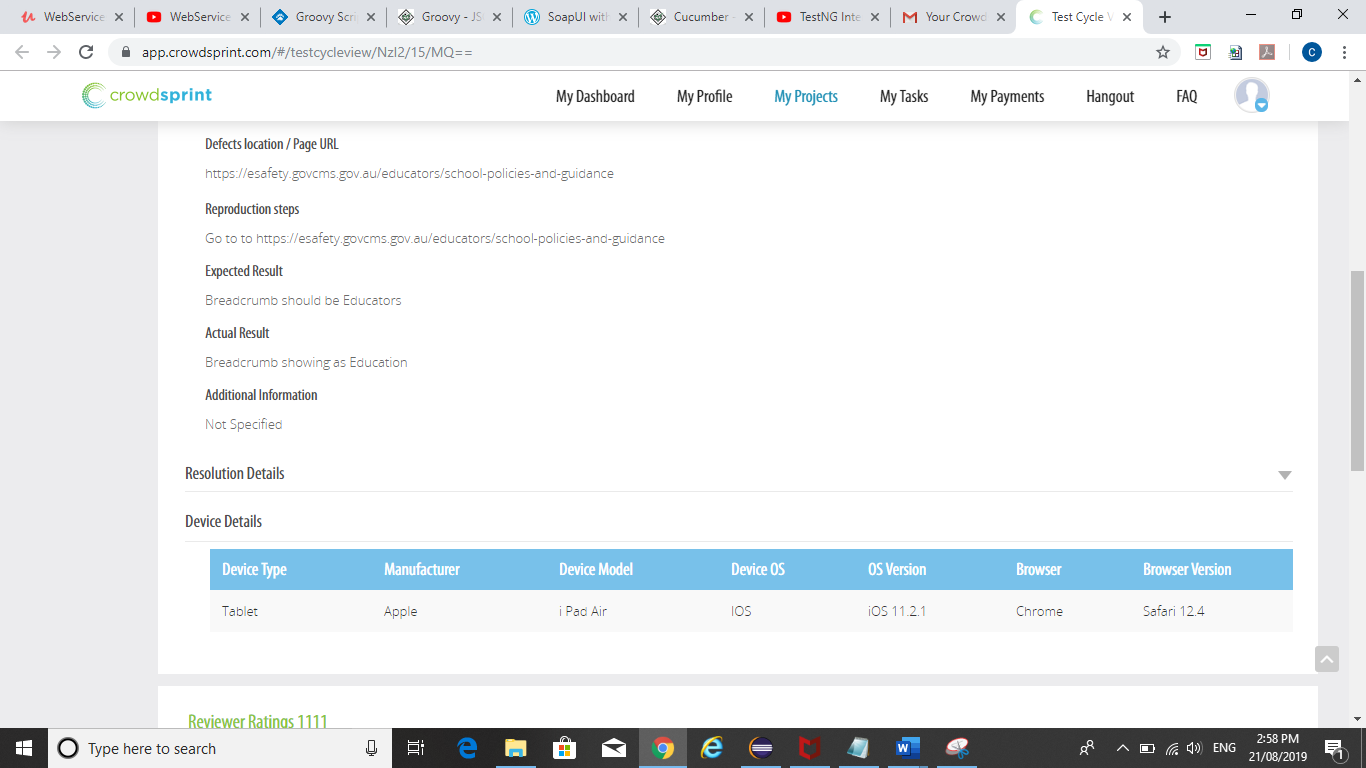 WebService
WebService
Groovy Scri
Groovy - JS
SoapUI with
Cucumber -
TestNG Inte
Your Crowd
Test Cycle V
app.crowdsprint.com/#/testcycleview/NzI2/15/MQ==
C
crowdsprint
My Dashboard
My Profile
My Projects
My Tasks
My Payments
Hangout
FAQ
Defects location / Page URL
https://esafety.govcms.gov.au/educators/school-policies-and-guidance
Reproduction steps
Go to to https://esafety.govcms.gov.au/educators/school-policies-and-guidance
Expected Result
Breadcrumb should be Educators
Actual Result
Breadcrumb showing as Education
Additional Information
Not Specified
Resolution Details
Device Details
Device Type Manufacturer Device Model Device OS OS Version Browser Browser Version
Tablet Apple i Pad Air IOS iOS 11.2.1 Chrome Safari 12.4
Reviewer Ratings 1111
Type here to search
ENG
2:58 PM
21/08/2019
1